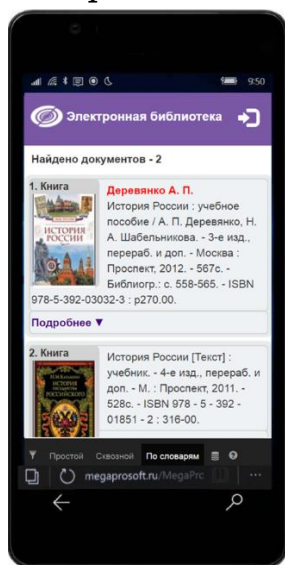 9:50
Электронная библиотека
Найдено документов - 2
1. Книга
Деревянко А. П.
История России : учебное
пособие / А. П. Деревянко, Н.
А. Шабельникова. - 3-е изд.,
перераб. и доп. - Москва :
Проспект, 2012. - 567с. -
Библиогр.: с. 558-565. - ISBN
978-5-392-03032-3 : р270.00.
ИСТОРИЯ
РОССИИ
Подробнее ▼
2. Книга
История России [Текст] :
учебник. - 4-е изд., перераб. и
доп. - М. : Проспект, 2011. -
528с. - ISBN 978 - 5 - 392 -
01851 - 2 : 316-00.
ИСТОРИЯ
РОССИЙСКОГО
Простой Сквозной По словарям
megaprosoft.ru/MegaPro